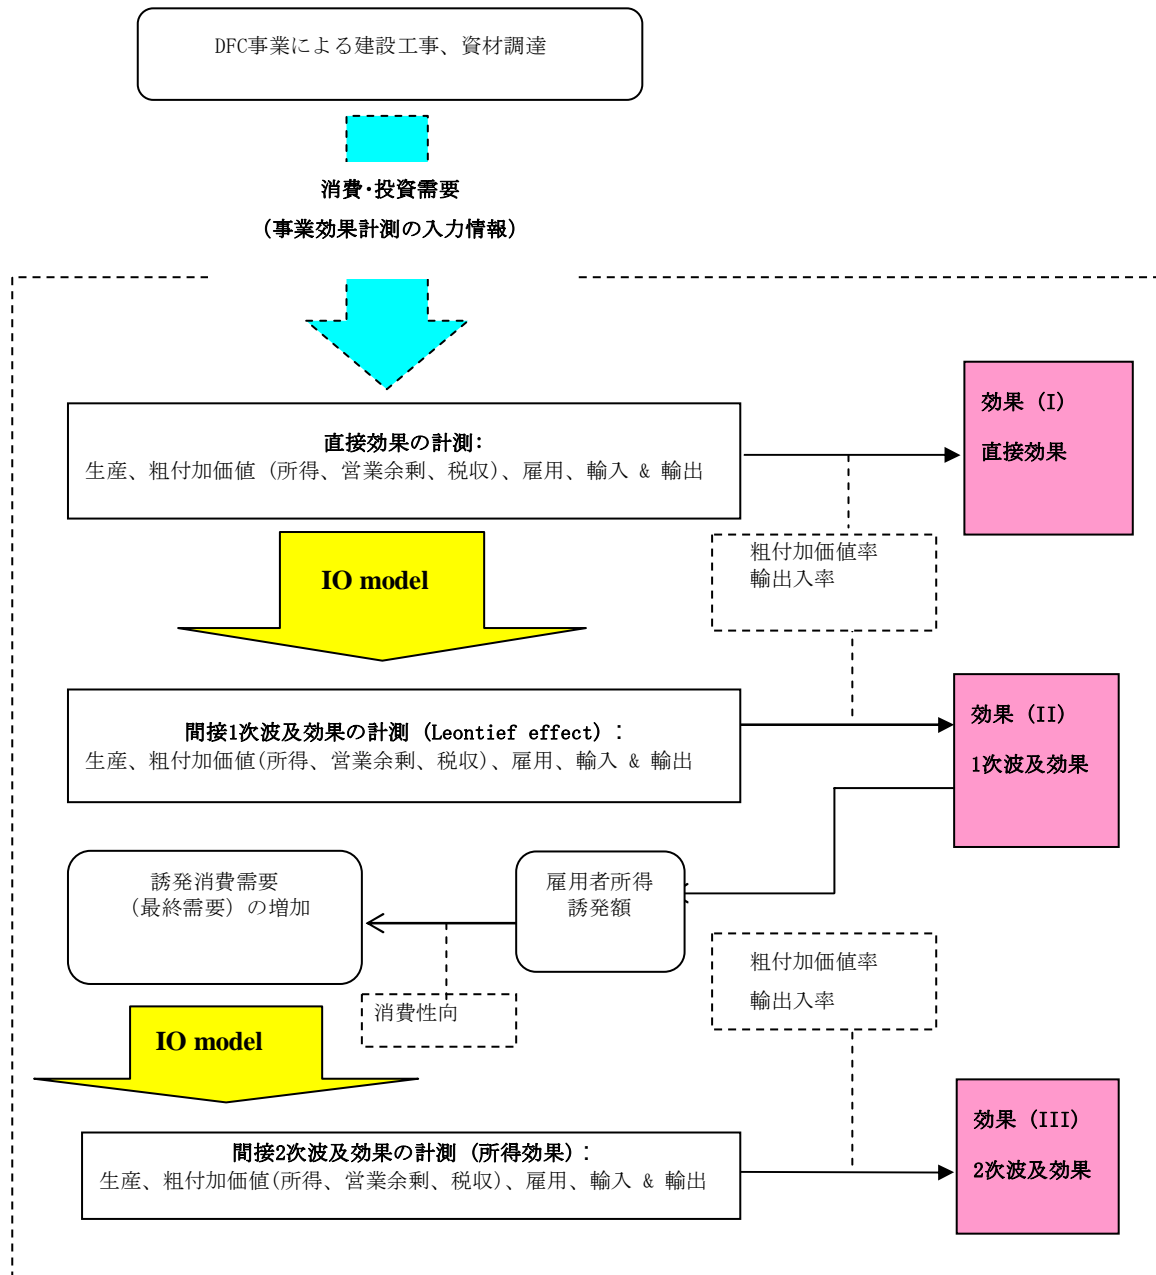 DFC事業による建設工事、資材調達
消費・投資需要
(事業効果計測の入力情報)
直接効果の計測:
生産、粗付加価値 (所得、営業余剰、税収)、雇用、輸入 & 輸出
効果 (I)
直接効果
粗付加価値率
輸出入率
IO model
間接1次波及効果の計測 (Leontief effect) :
生産、粗付加価値(所得、営業余剰、税収)、雇用、輸入 & 輸出
効果 (II)
1次波及効果
誘発消費需要
(最終需要) の増加
雇用者所得
誘発額
消費性向
粗付加価値率
輸出入率
IO model
間接2次波及効果の計測 (所得効果) :
生産、粗付加価値(所得、営業余剰、税収)、雇用、輸入 & 輸出
効果 (III)
2次波及効果